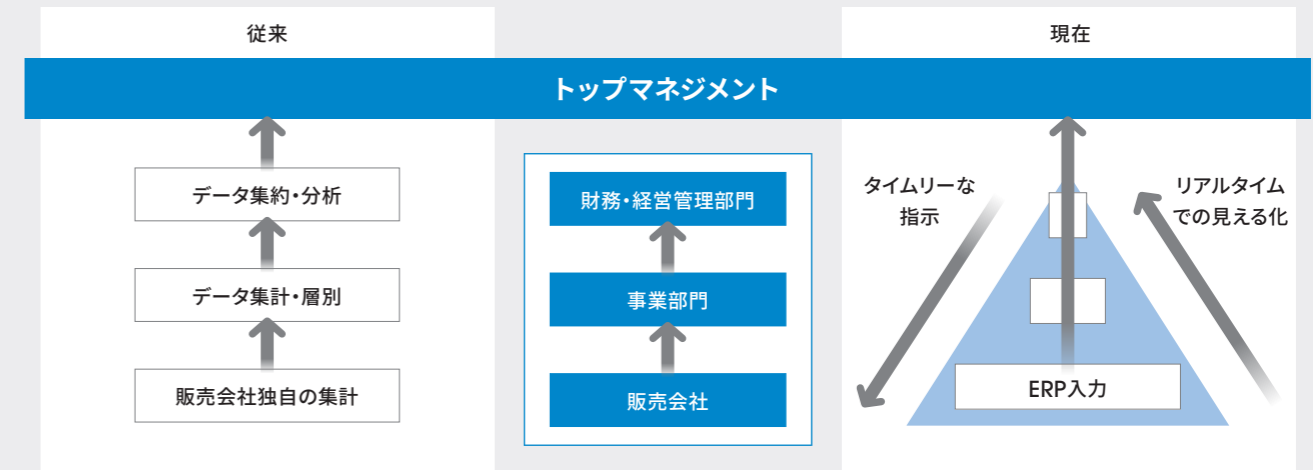 従来
現在
トップマネジメント
データ集約・分析
データ集計・層別
販売会社独自の集計
財務・経営管理部門
事業部門
販売会社
タイムリーな
指示
リアルタイム
での見える化
ERP入力